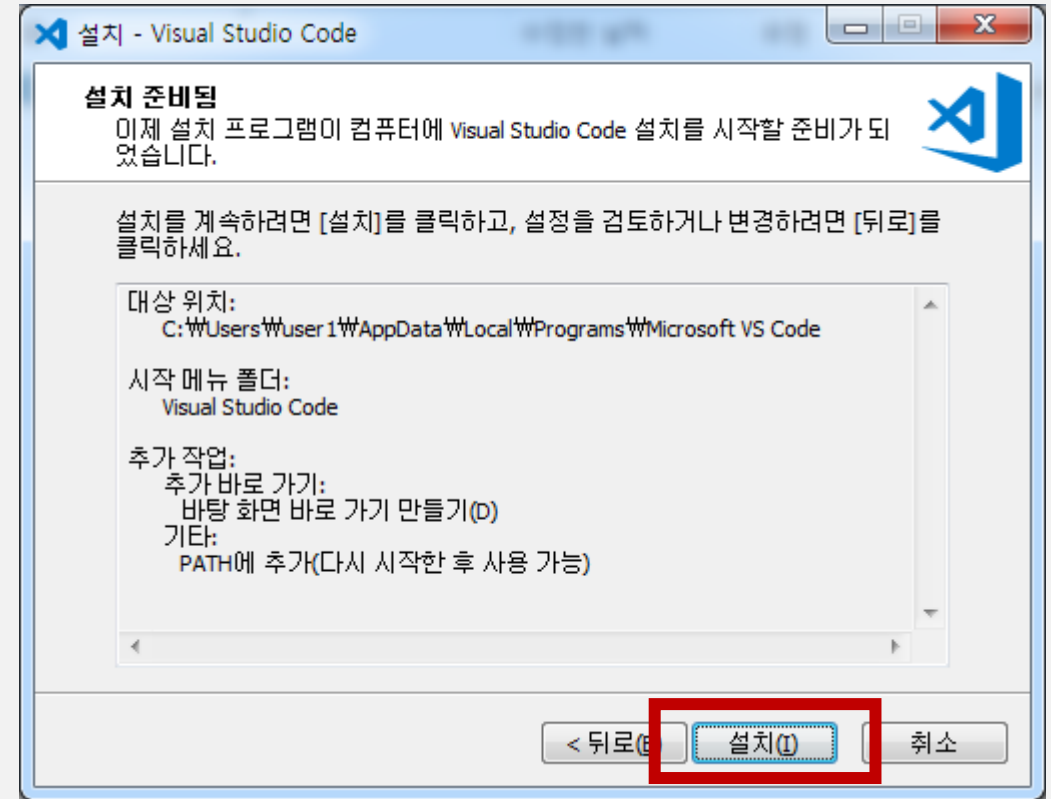 설치 - Visual Studio Code
설치 준비됨
이제 설치 프로그램이 컴퓨터에 Visual Studio Code 설치를 시작할 준비가 되
었습니다.
설치를 계속하려면 [설치]를 클릭하고, 설정을 검토하거나 변경하려면 [뒤로]를
클릭하세요.
대상 위치:
C:₩Users₩user1₩AppData₩Local₩Programs₩Microsoft VS Code
시작 메뉴 폴더:
Visual Studio Code
추가 작업:
추가 바로 가기:
바탕 화면 바로 가기 만들기(D)
기타:
PATH에 추가(다시 시작한 후 사용 가능)
< 뒤로 설치(I) 취소